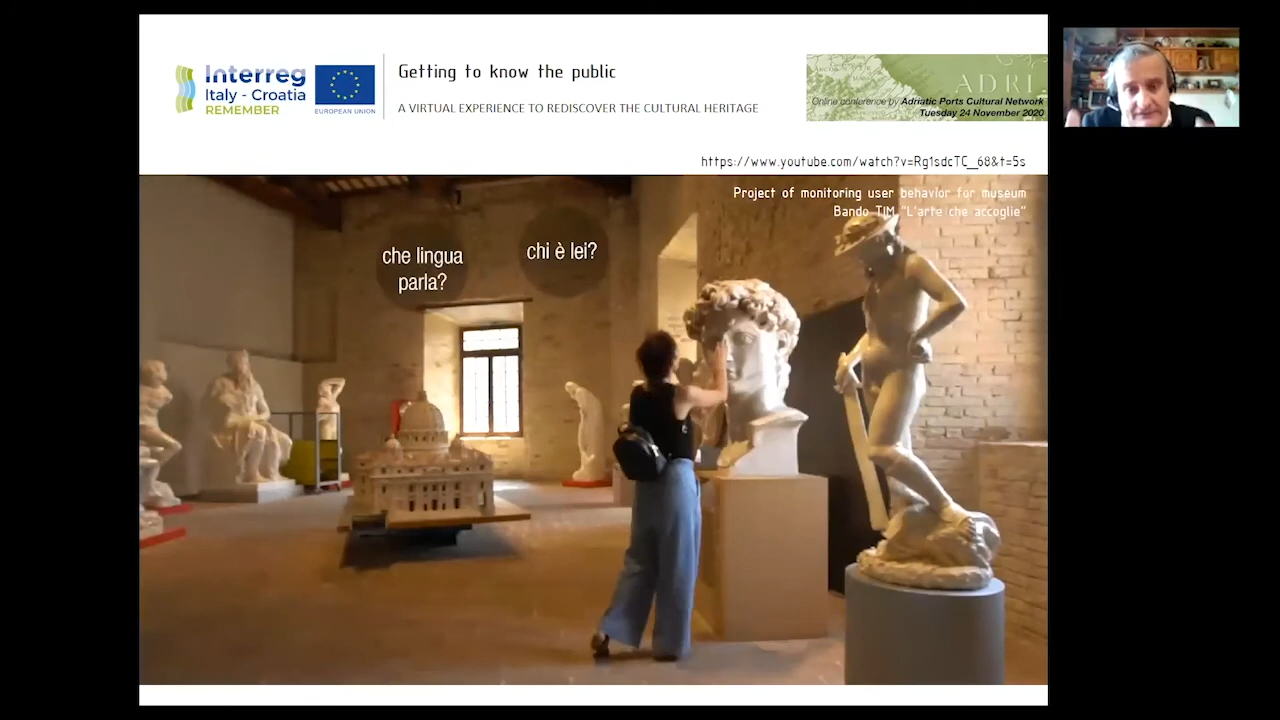 Interreg
Italy - Croatia
REMEMBER
EUROPEAN UNION
Getting to know the public
A VIRTUAL EXPERIENCE TO REDISCOVER THE CULTURAL HERITAGE
ADRI
Online conference by Adriatic Ports Cultural Network
Tuesday 24 November 2020
https://www.youtube.com/watch?v=Rg1sdcTC_68&t=5s
Project of monitoring user behavior for museum
Bando TIM "L'arte che accoglie"
che lingua
parla?
chi è lei?